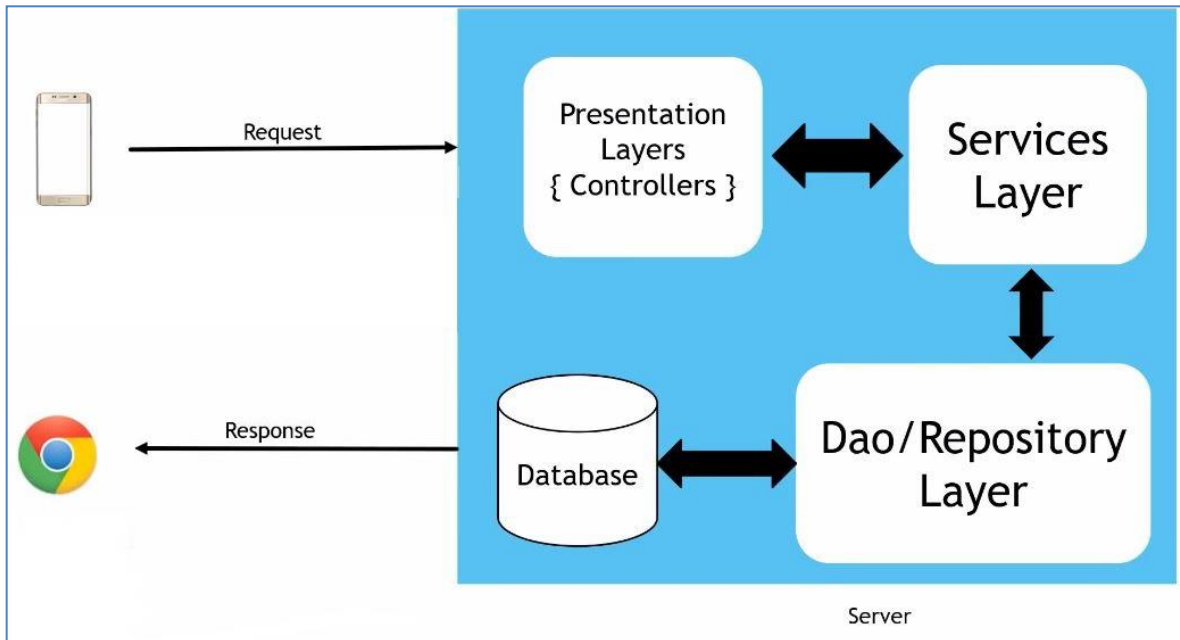 Request
Presentation
Layers
{ Controllers }
Services
Layer
Response
Database
Dao/Repository
Layer
Server